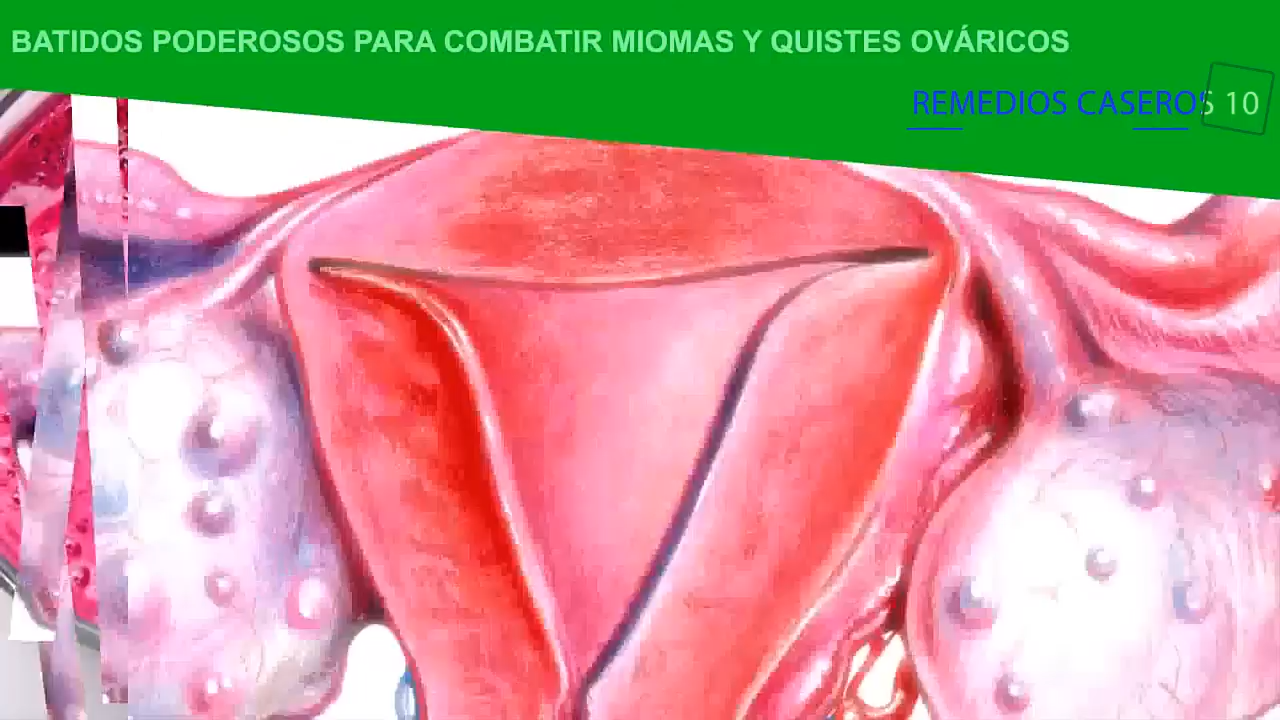 BATIDOS PODEROSOS PARA COMBATIR MIOMAS Y QUISTES OVÁRICOS
REMEDIOS CASEROS 10